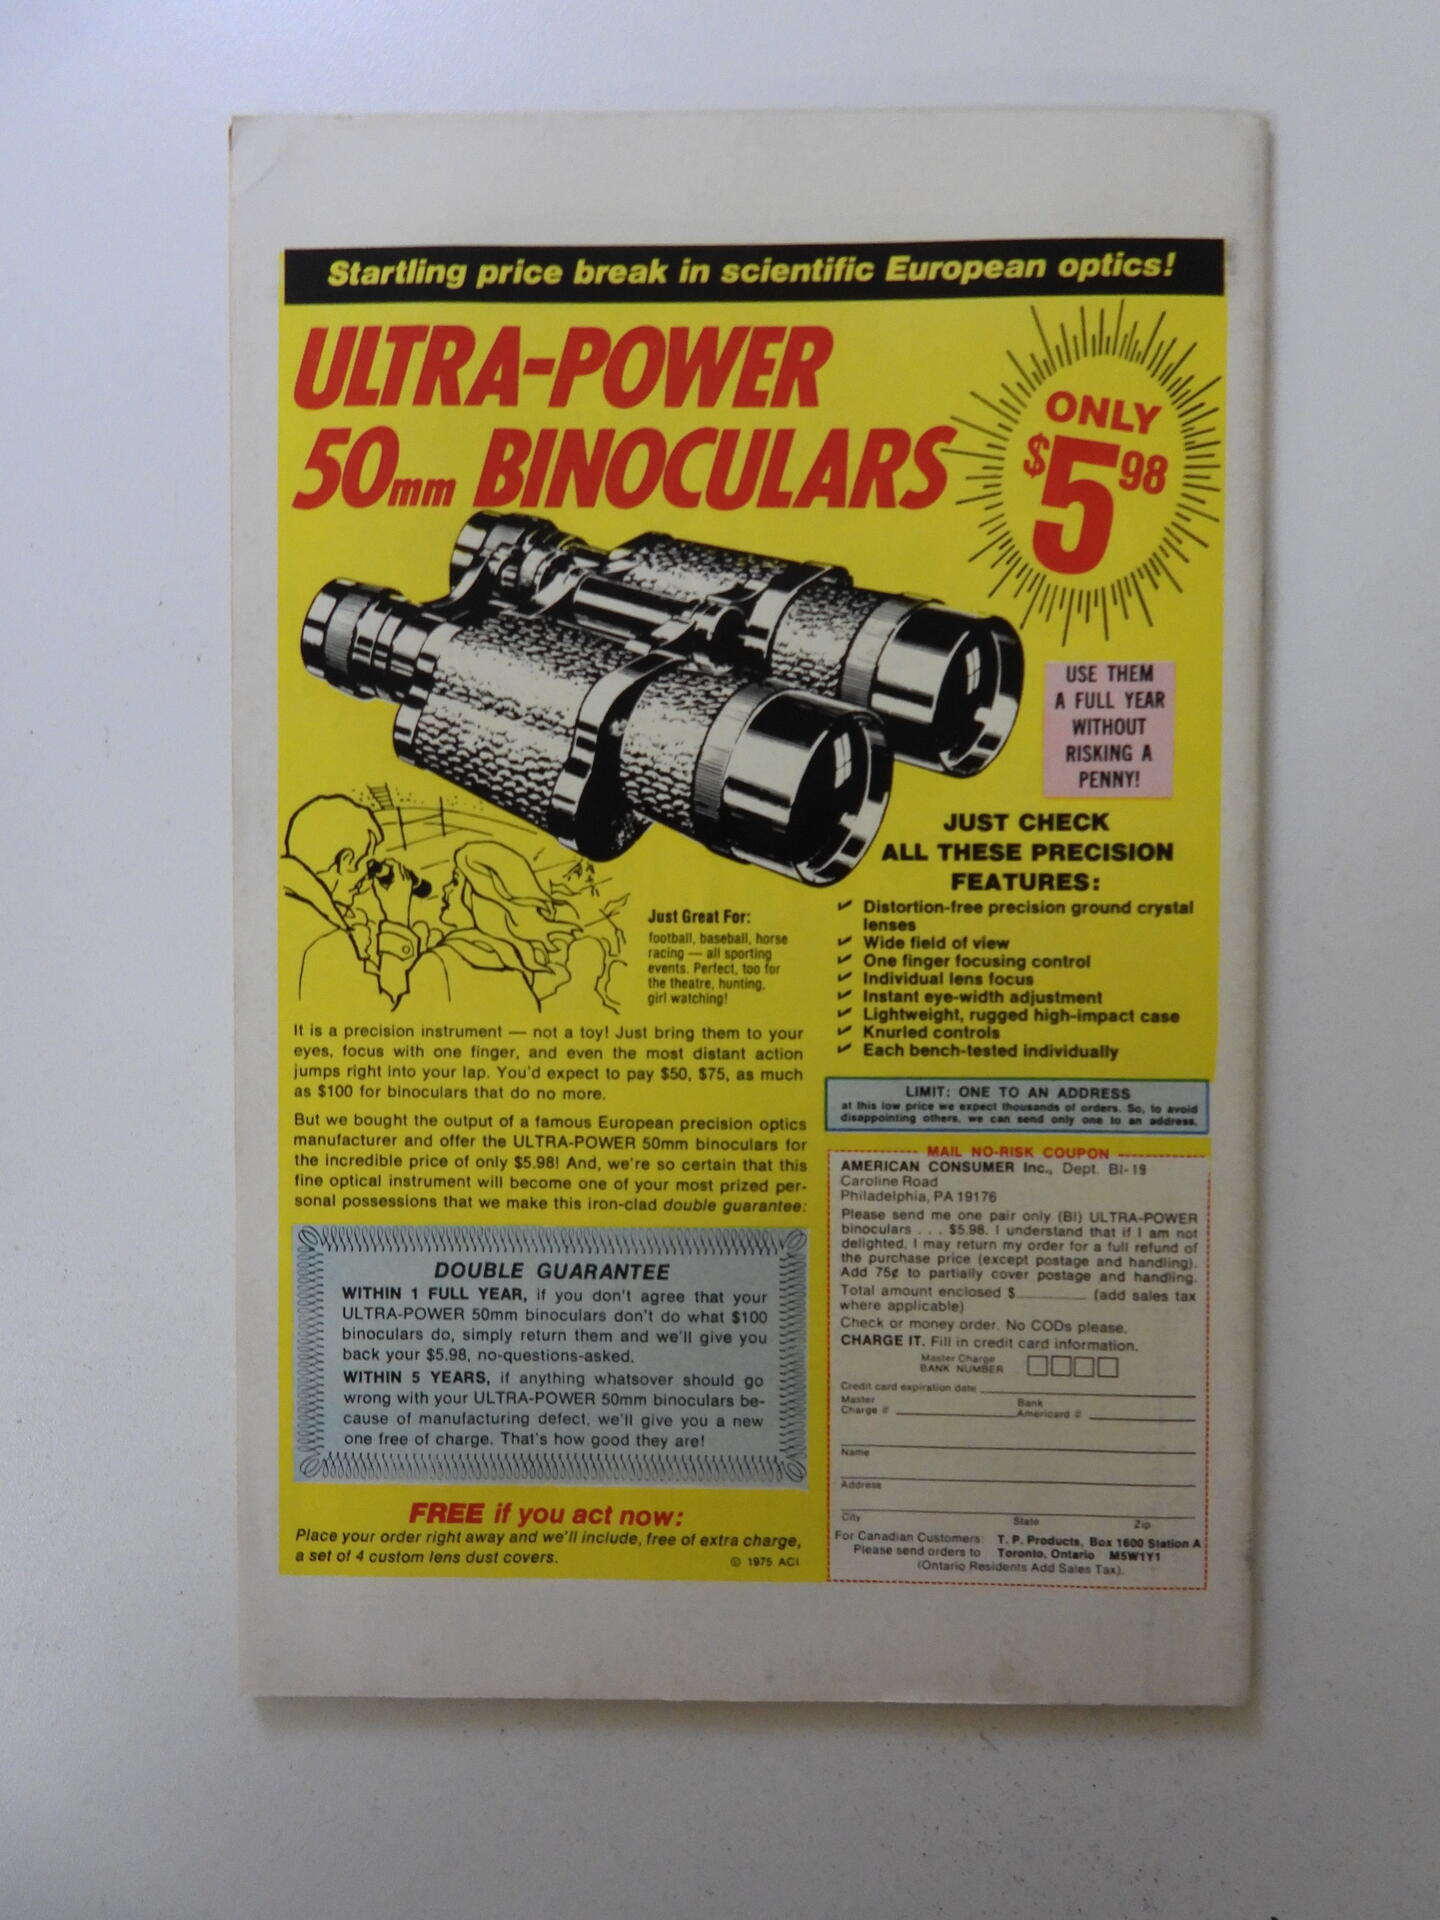 Startling price break in scientific European optics!
ULTRA-POWER
50mm BINOCULARS
ONLY
$5 98
USE THEM
A FULL YEAR
WITHOUT
RISKING A
PENNY!
JUST CHECK
ALL THESE PRECISION
FEATURES:
✔ Distortion-free precision ground crystal
lenses
✔ Wide field of view
✔ One finger focusing control
✔ Individual lens focus
✔ Instant eye-width adjustment
✔ Lightweight, rugged high-impact case
✔ Knurled controls
✔ Each bench-tested individually
Just Great For:
football, baseball, horse
racing — all sporting
events. Perfect, too for
the theatre, hunting,
girl watching!
It is a precision instrument — not a toy! Just bring them to your
eyes, focus with one finger, and even the most distant action
jumps right into your lap. You'd expect to pay $50, $75, as much
as $100 for binoculars that do no more.
But we bought the output of a famous European precision optics
manufacturer and offer the ULTRA-POWER 50mm binoculars for
the incredible price of only $5.98! And, we're so certain that this
fine optical instrument will become one of your most prized per-
sonal possessions that we make this iron-clad double guarantee:
DOUBLE GUARANTEE
WITHIN 1 FULL YEAR, if you don't agree that your
ULTRA-POWER 50mm binoculars don't do what $100
binoculars do, simply return them and we'll give you
back your $5.98, no-questions-asked.
WITHIN 5 YEARS, if anything whatsoever should go
wrong with your ULTRA-POWER 50mm binoculars be-
cause of manufacturing defect, we'll give you a new
one free of charge. That's how good they are!
FREE if you act now:
Place your order right away and we'll include, free of extra charge,
a set of 4 custom lens dust covers.
© 1975 ACI
LIMIT: ONE TO AN ADDRESS
at this low price we expect thousands of orders. So, to avoid
disappointing others, we can send only one to an address.
MAIL NO-RISK COUPON
AMERICAN CONSUMER Inc., Dept. BI-19
Caroline Road
Philadelphia, PA 19176
Please send me one pair only (BI) ULTRA-POWER
binoculars . . . $5.98. I understand that if I am not
delighted, I may return my order for a full refund of
the purchase price (except postage and handling).
Add 75¢ to partially cover postage and handling.
Total amount enclosed $__________ (add sales tax
where applicable)
Check or money order. No CODs please.
CHARGE IT. Fill in credit card information.
Master Charge
BANK NUMBER
Credit card expiration date
Master
Charge #
Bank
Americard #
Name
Address
City State Zip
For Canadian Customers: T. P. Products, Box 1600 Station A
Please send orders to Toronto, Ontario M5W1Y1
(Ontario Residents Add Sales Tax).